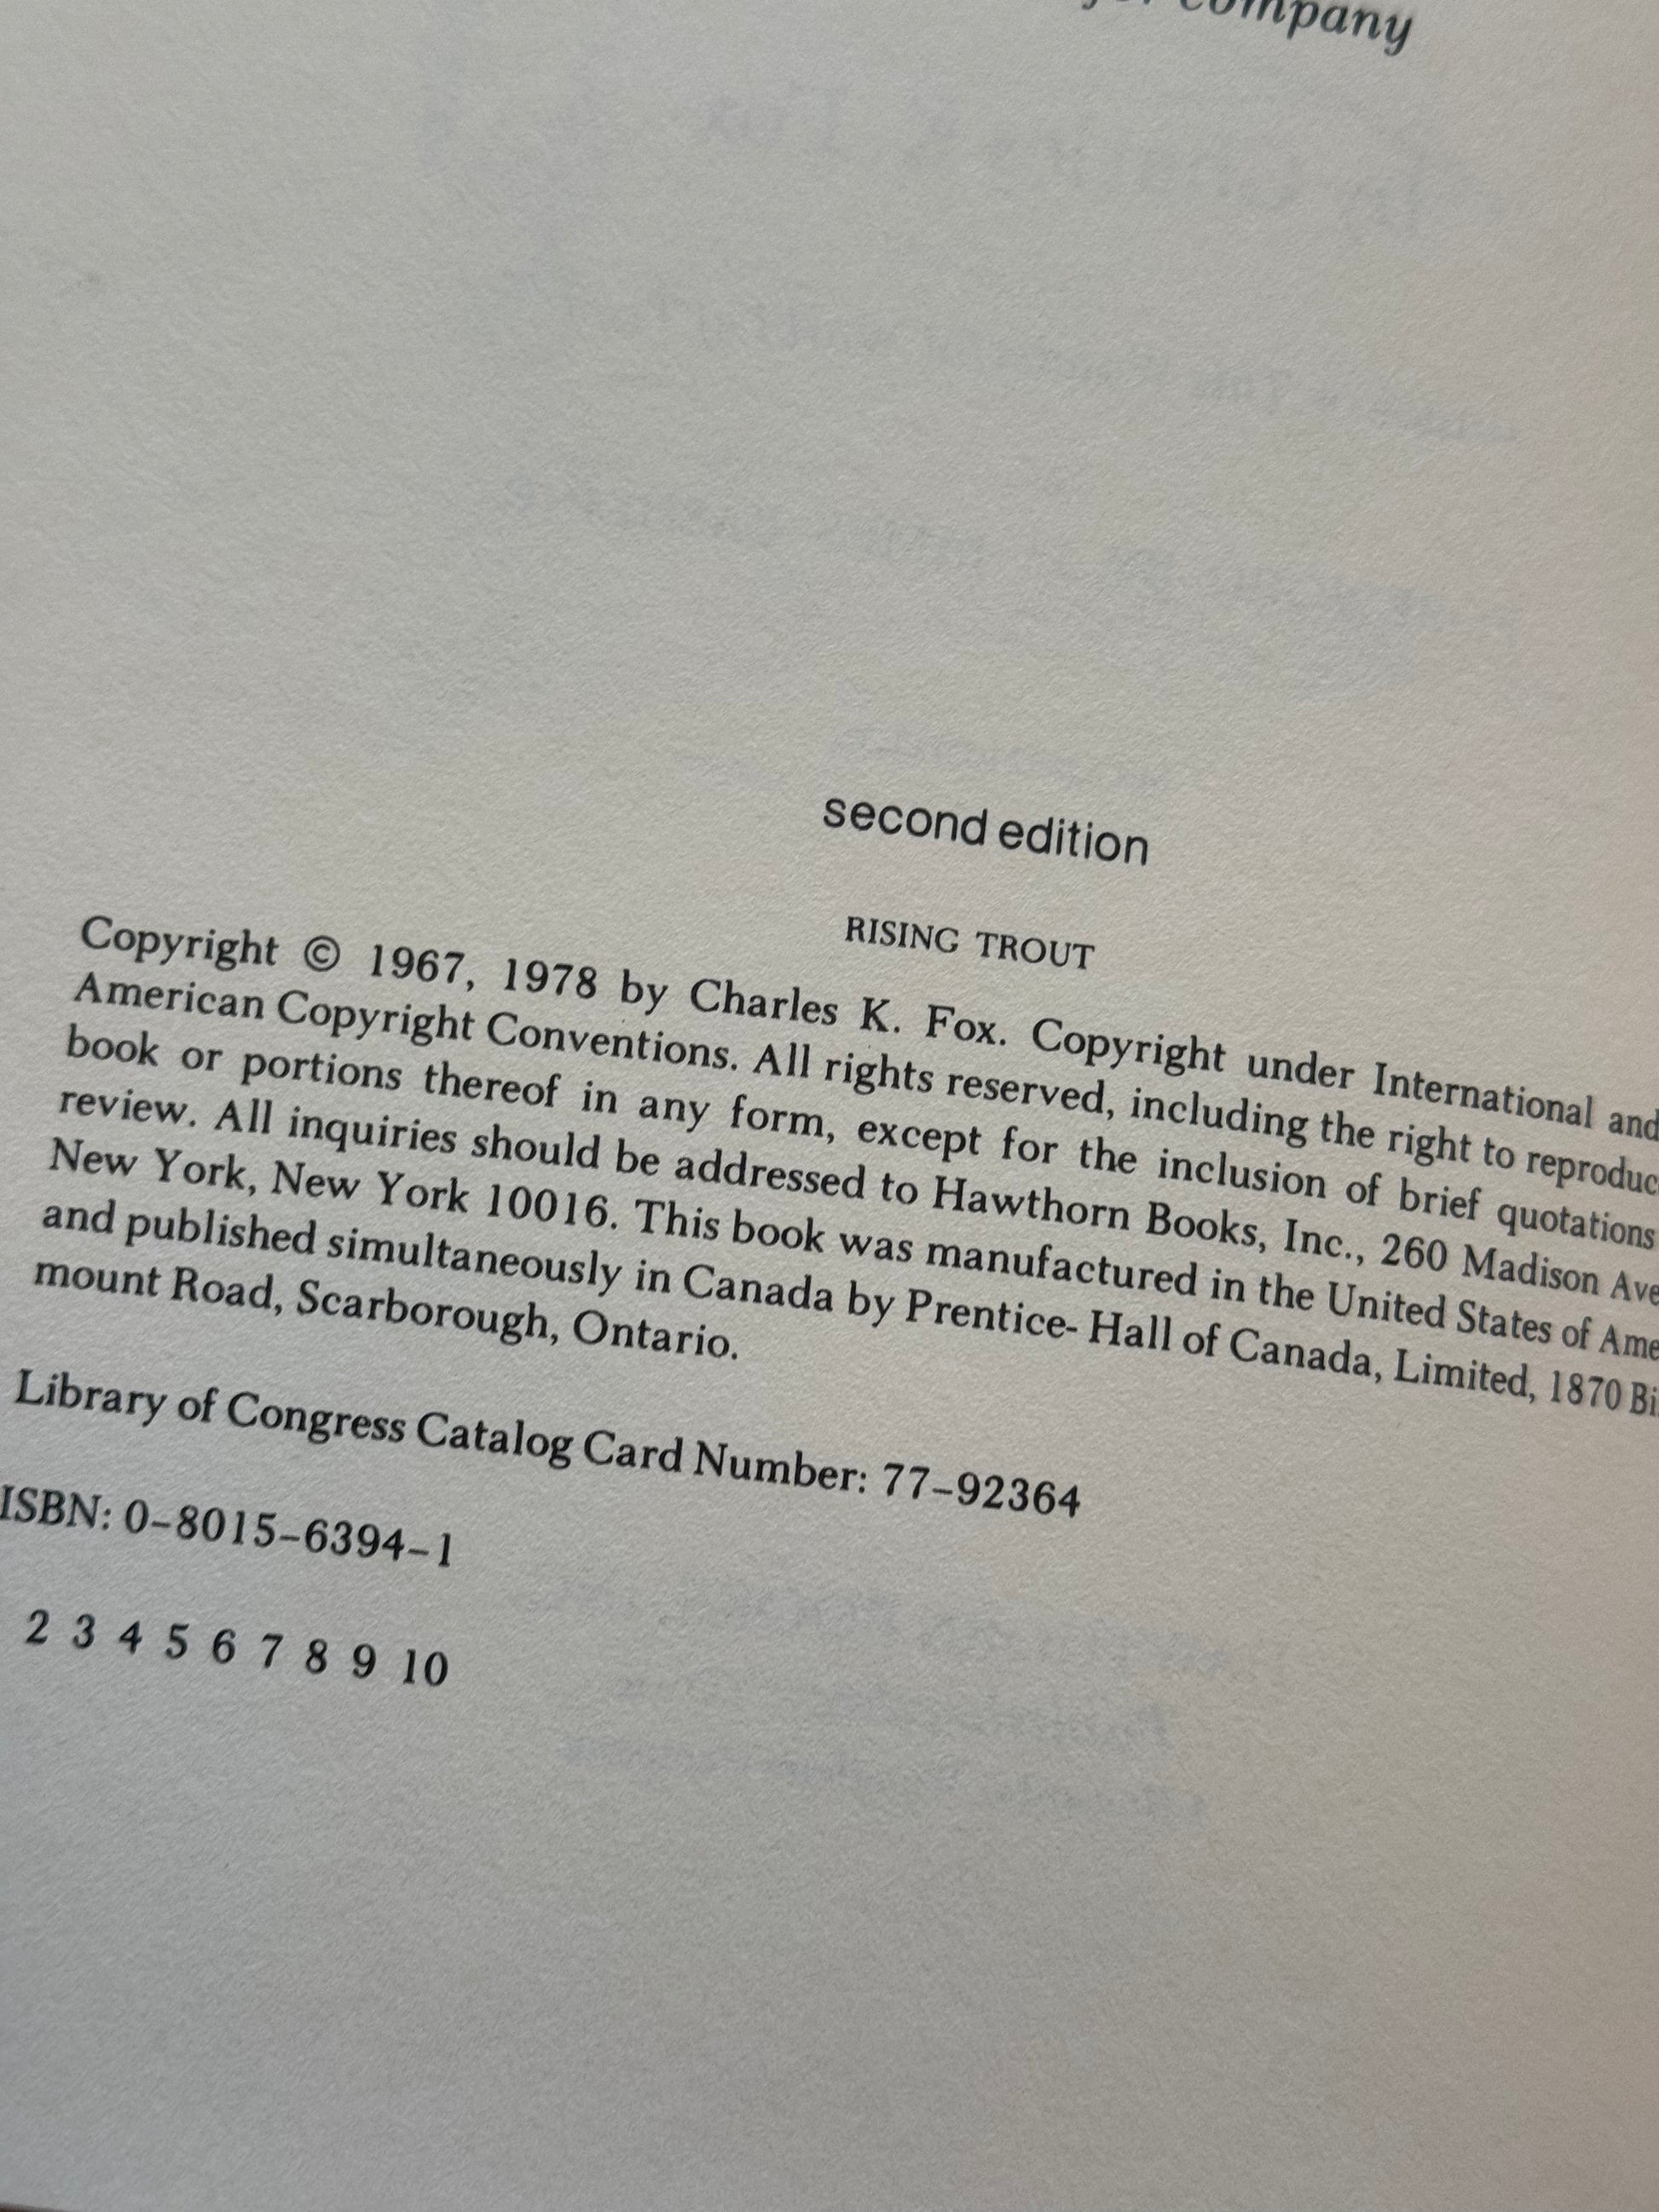 company
second edition
RISING TROUT
Copyright © 1967, 1978 by Charles K. Fox. Copyright under International and
American Copyright Conventions. All rights reserved, including the right to reproduc
book or portions thereof in any form, except for the inclusion of brief quotations
review. All inquiries should be addressed to Hawthorn Books, Inc., 260 Madison Ave
New York, New York 10016. This book was manufactured in the United States of Ame
and published simultaneously in Canada by Prentice- Hall of Canada, Limited, 1870 Bi
mount Road, Scarborough, Ontario.
Library of Congress Catalog Card Number: 77–92364
ISBN: 0–8015–6394–1
2 3 4 5 6 7 8 9 10